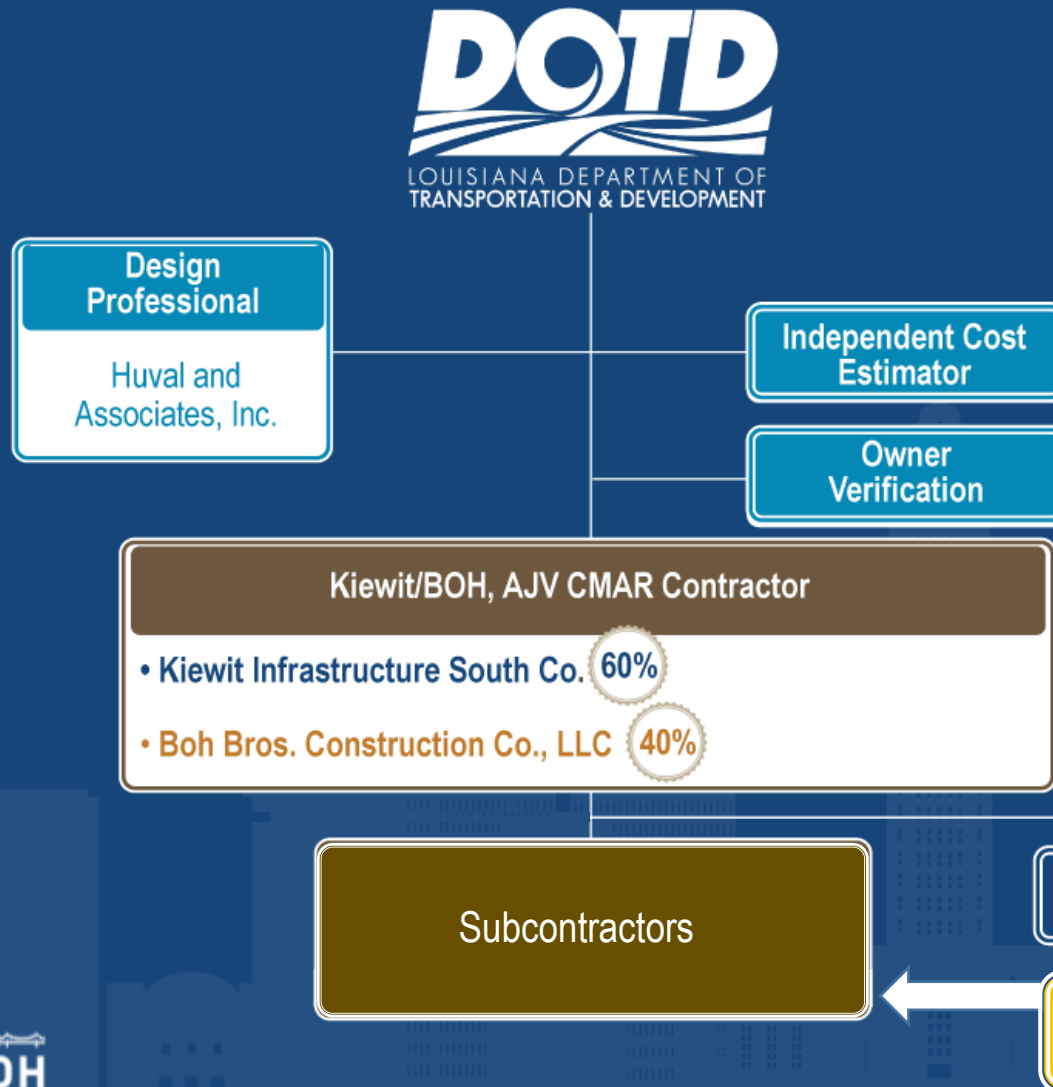 DOTD
LOUISIANA DEPARTMENT OF
TRANSPORTATION & DEVELOPMENT
Design
Professional
Huval and
Associates, Inc.
Independent Cost
Estimator
Owner
Verification
Kiewit/BOH, AJV CMAR Contractor
• Kiewit Infrastructure South Co. 60%
• Boh Bros. Construction Co., LLC 40%
Subcontractors
OH